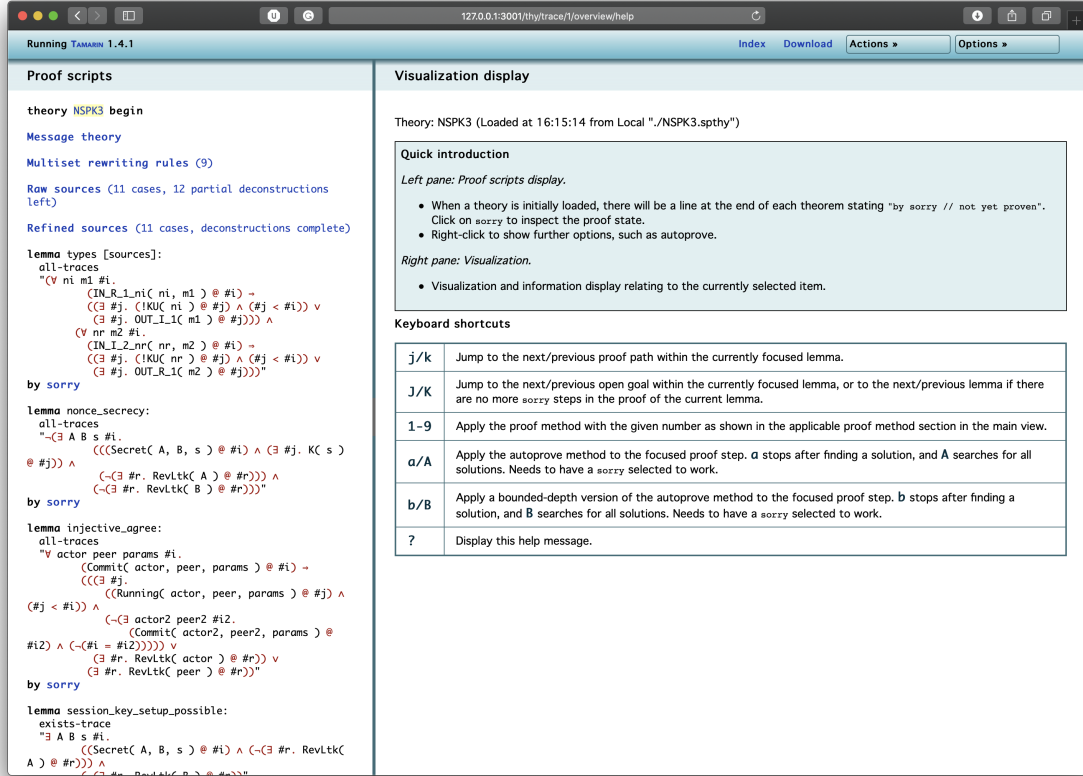 127.0.0.1:3001/thy/trace/1/overview/help
Running TAMARIN 1.4.1
Index Download Actions » Options »
Proof scripts
theory NSPK3 begin
Message theory
Multiset rewriting rules (9)
Raw sources (11 cases, 12 partial deconstructions
left)
Refined sources (11 cases, deconstructions complete)
lemma types [sources]:
all-traces
"(∀ ni m1 #i.
(IN_R_1_ni( ni, m1 ) @ #i) ⇒
((∃ #j. (!KU( ni ) @ #j) ∧ (#j < #i)) ∨
(∃ #j. OUT_I_1( m1 ) @ #j))) ∧
(∀ nr m2 #i.
(IN_I_2_nr( nr, m2 ) @ #i) ⇒
((∃ #j. (!KU( nr ) @ #j) ∧ (#j < #i)) ∨
(∃ #j. OUT_R_1( m2 ) @ #j)))"
by sorry
lemma nonce_secrecy:
all-traces
"¬(∃ A B s #i.
(((Secret( A, B, s ) @ #i) ∧ (∃ #j. K( s )
@ #j)) ∧
(¬(∃ #r. RevLtk( A ) @ #r))) ∧
(¬(∃ #r. RevLtk( B ) @ #r)))"
by sorry
lemma injective_agree:
all-traces
"∀ actor peer params #i.
(Commit( actor, peer, params ) @ #i) ⇒
(((∃ #j.
((Running( actor, peer, params ) @ #j) ∧
(#j < #i)) ∧
(¬(∃ actor2 peer2 #i2.
(Commit( actor2, peer2, params ) @
#i2) ∧ (¬(#i = #i2))))) ∨
(∃ #r. RevLtk( actor ) @ #r)) ∨
(∃ #r. RevLtk( peer ) @ #r))"
by sorry
lemma session_key_setup_possible:
exists-trace
"∃ A B s #i.
((Secret( A, B, s ) @ #i) ∧ (¬(∃ #r. RevLtk(
A ) @ #r))) ∧
(¬(∃ #r. RevLtk( B ) @ #r))"
Visualization display
Theory: NSPK3 (Loaded at 16:15:14 from Local "./NSPK3.spthy")
Quick introduction
Left pane: Proof scripts display.
• When a theory is initially loaded, there will be a line at the end of each theorem stating "by sorry // not yet proven".
Click on sorry to inspect the proof state.
• Right-click to show further options, such as autoprove.
Right pane: Visualization.
• Visualization and information display relating to the currently selected item.
Keyboard shortcuts
j/k Jump to the next/previous proof path within the currently focused lemma.
J/K Jump to the next/previous open goal within the currently focused lemma, or to the next/previous lemma if there
are no more sorry steps in the proof of the current lemma.
1-9 Apply the proof method with the given number as shown in the applicable proof method section in the main view.
a/A Apply the autoprove method to the focused proof step. a stops after finding a solution, and A searches for all
solutions. Needs to have a sorry selected to work.
b/B Apply a bounded-depth version of the autoprove method to the focused proof step. b stops after finding a
solution, and B searches for all solutions. Needs to have a sorry selected to work.
? Display this help message.